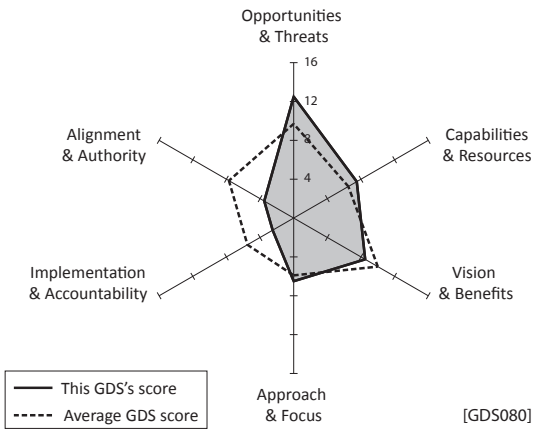 Opportunities
& Threats
16
12
8
4
Alignment
& Authority
Capabilities
& Resources
Implementation
& Accountability
Vision
& Benefits
Approach
& Focus
This GDS's score
Average GDS score
[GDS080]